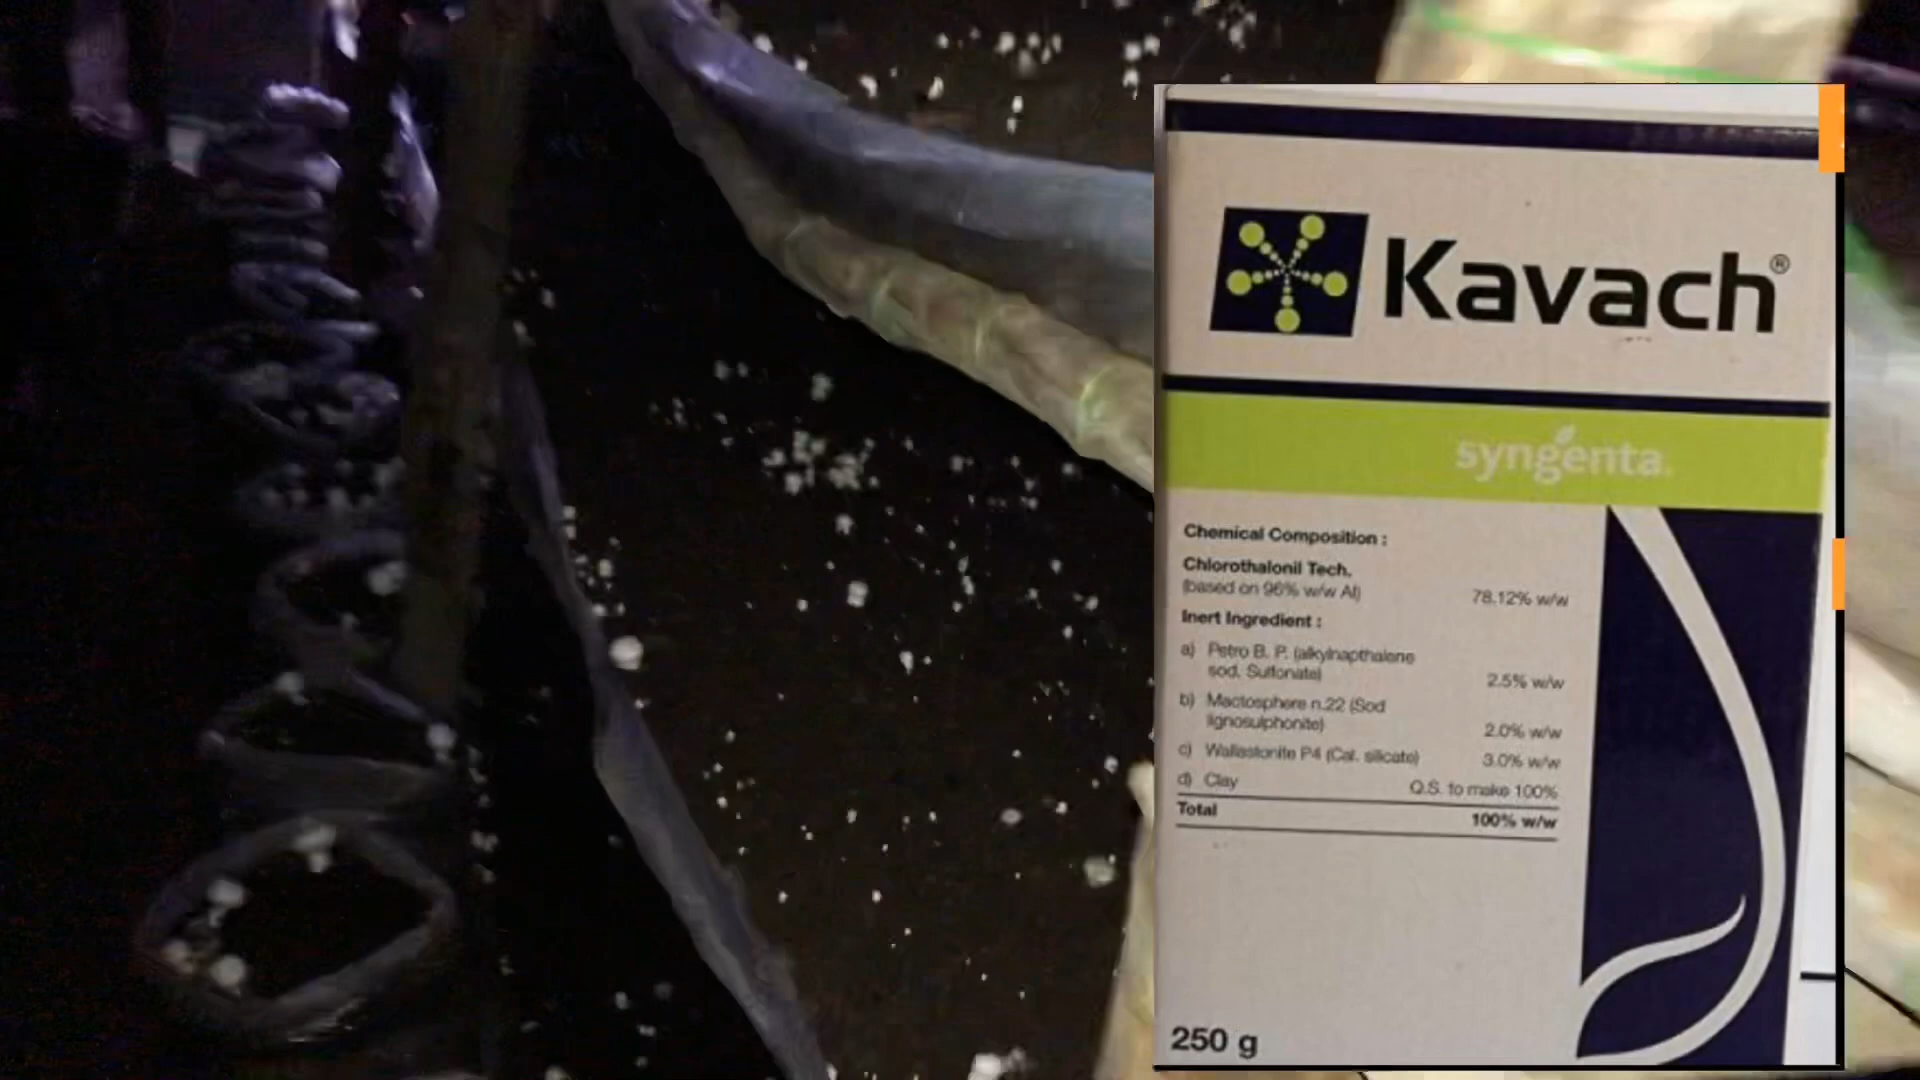 Kavach®
syngenta.
Chemical Composition :
Chlorothalonil Tech.
(based on 96% w/w AI) 78.12% w/w
Inert Ingredient :
a) Petro B. P. (alkylnapthalene
sod. Sulfonate) 2.5% w/w
b) Mactosphere n.22 (Sod
lignosulphonite) 2.0% w/w
c) Wallastonite P4 (Cal. silicate) 3.0% w/w
d) Clay Q.S. to make 100%
Total 100% w/w
250 g